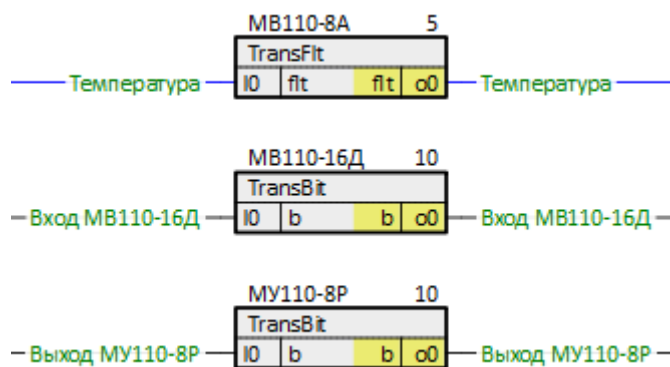 МВ110-8А 5
TransFlt
Температура I0 flt flt o0 Температура
МВ110-16Д 10
TransBit
Вход МВ110-16Д I0 b b o0 Вход МВ110-16Д
МУ110-8Р 10
TransBit
Выход МУ110-8Р I0 b b o0 Выход МУ110-8Р